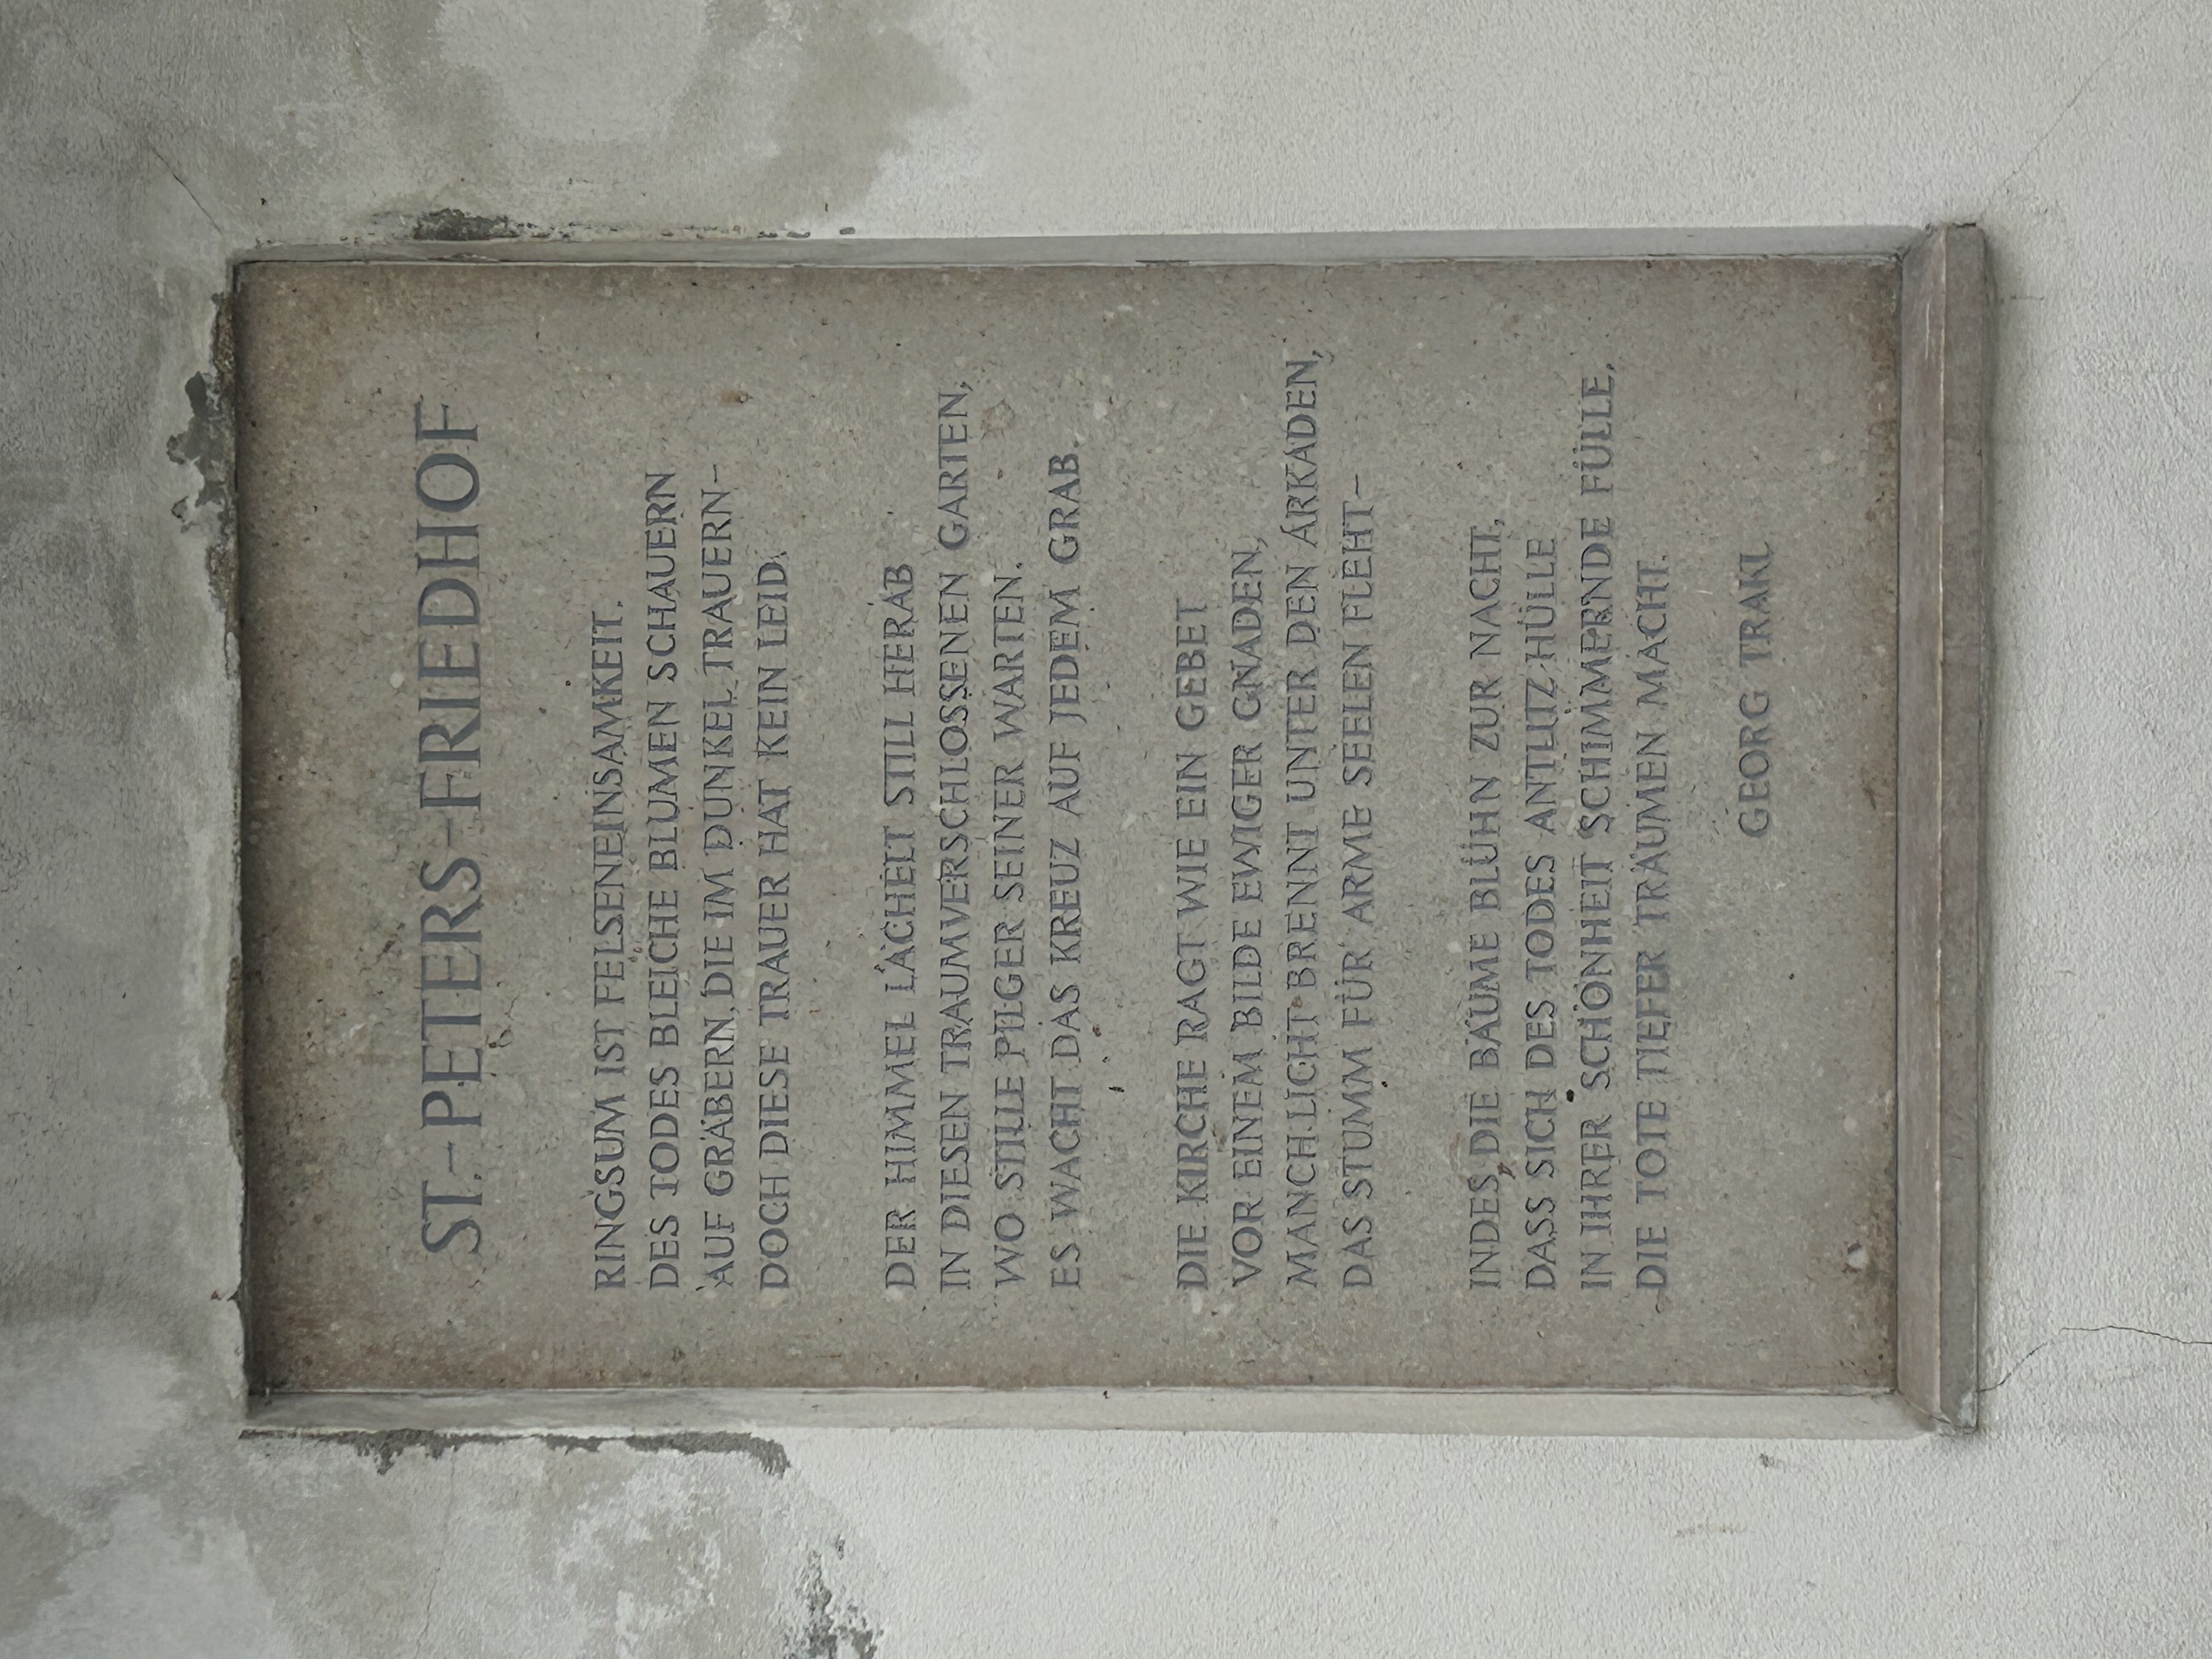 ST.-PETERS-FRIEDHOF
RINGSUM IST FELSENEINSAMKEIT.
DES TODES BLEICHE BLUMEN SCHAUERN
AUF GRÄBERN, DIE IM DUNKEL TRAUERN–
DOCH DIESE TRAUER HAT KEIN LEID.
DER HIMMEL LÄCHELT STILL HERAB
IN DIESEN TRAUMVERSCHLOSSENEN GARTEN,
WO STILLE PILGER SEINER WARTEN.
ES WACHT DAS KREUZ AUF JEDEM GRAB.
DIE KIRCHE RAGT WIE EIN GEBET
VOR EINEM BILDE EWIGER GNADEN,
MANCH LICHT BRENNT UNTER DEN ARKADEN,
DAS STUMM FÜR ARME SEELEN FLEHT–
INDES DIE BÄUME BLÜHN ZUR NACHT,
DASS SICH DES TODES ANTLITZ HÜLLE
IN IHRER SCHÖNHEIT SCHIMMERNDE FÜLLE,
DIE TOTE TIEFER TRÄUMEN MACHT.
GEORG TRAKL